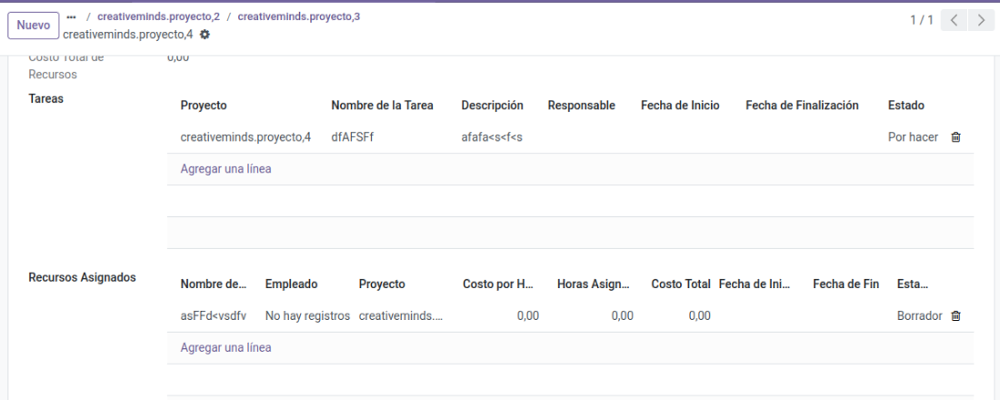 Nuevo
... / creativeminds.proyecto,2 / creativeminds.proyecto,3
creativeminds.proyecto,4
1 / 1
Costo Total de Recursos 0,00
Tareas
Proyecto Nombre de la Tarea Descripción Responsable Fecha de Inicio Fecha de Finalización Estado
creativeminds.proyecto,4 dfAFSFf afafa<s<f<s Por hacer
Agregar una línea
Recursos Asignados
Nombre de... Empleado Proyecto Costo por H... Horas Asign... Costo Total Fecha de Ini... Fecha de Fin Esta...
asFFd<vsdfv No hay registros creativeminds.... 0,00 0,00 0,00 Borrador
Agregar una línea